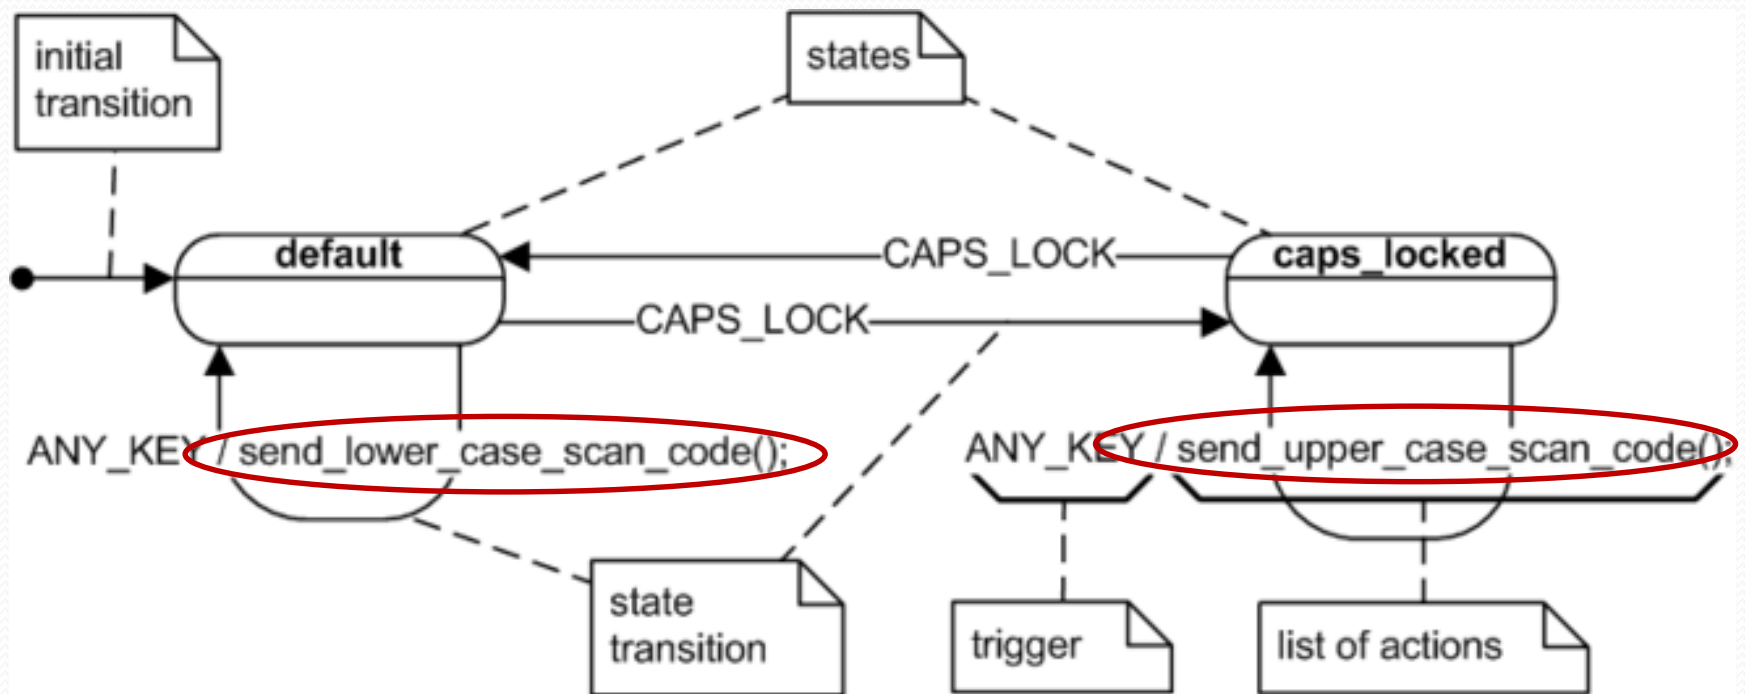 initial
transition
states
default
CAPS_LOCK
caps_locked
CAPS_LOCK
ANY_KEY / send_lower_case_scan_code();
ANY_KEY / send_upper_case_scan_code();
state
transition
trigger
list of actions